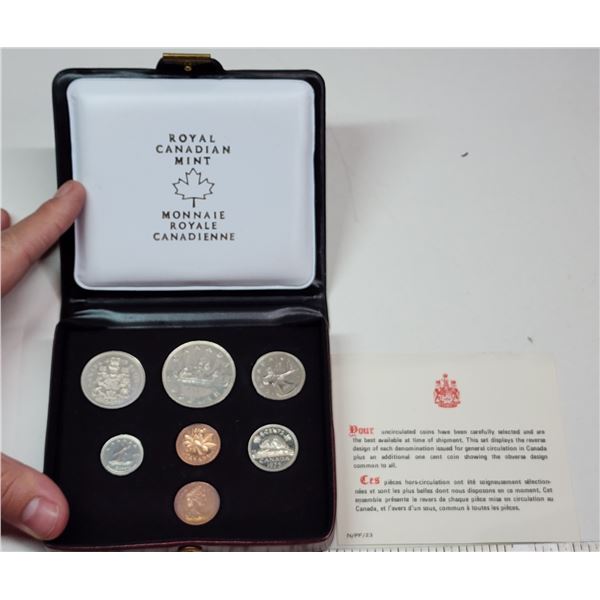 ROYAL
CANADIAN
MINT
MONNAIE
ROYALE
CANADIENNE
Your uncirculated coins have been carefully selected and are
the best available at time of shipment. This set displays the reverse
design of each denomination issued for general circulation in Canada
plus an additional one cent coin showing the obverse design
common to all.
Ces pièces hors-circulation ont été soigneusement sélection-
nées et sont les plus belles dont nous disposons en ce moment. Cet
ensemble présente le revers de chaque pièce mise en circulation au
Canada, et l'avers d'un sous, commun à toutes les pièces.
N/PF/23